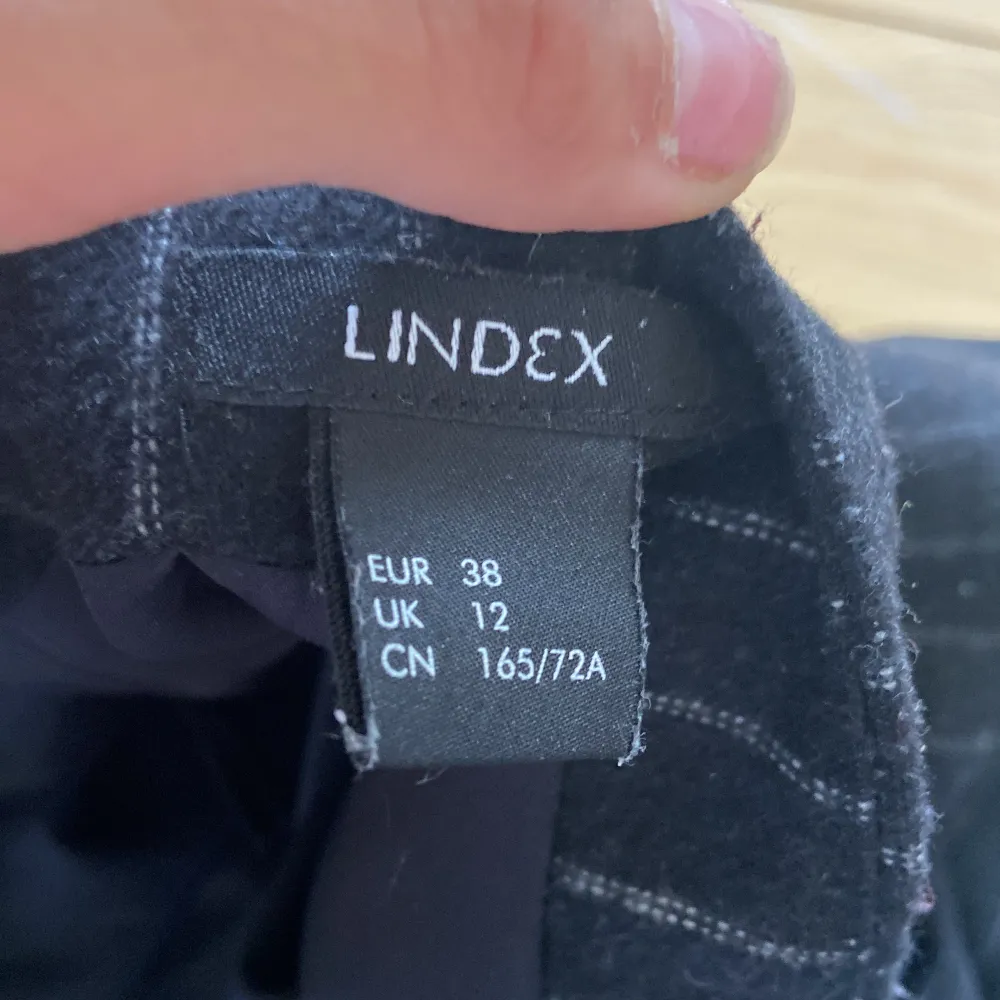 LINDEX
EUR 38
UK 12
CN 165/72A